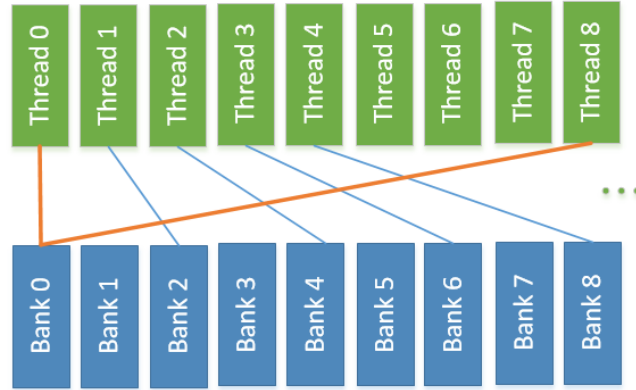 Thread 0
Thread 1
Thread 2
Thread 3
Thread 4
Thread 5
Thread 6
Thread 7
Thread 8
Bank 0
Bank 1
Bank 2
Bank 3
Bank 4
Bank 5
Bank 6
Bank 7
Bank 8